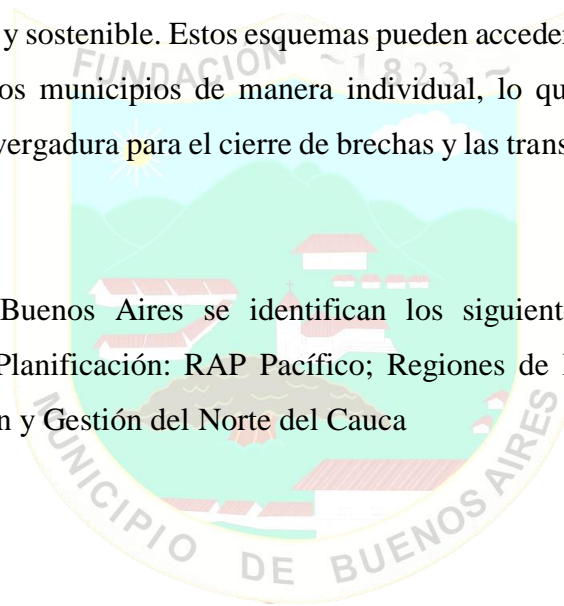 y sostenible. Estos esquemas pueden acceder
FUNDACIÓN ~1823~
os municipios de manera individual, lo qu
vergadura para el cierre de brechas y las trans
Buenos Aires se identifican los siguient
Planificación: RAP Pacífico; Regiones de
n y Gestión del Norte del Cauca
MUNICIPIO DE BUENOS AIRES